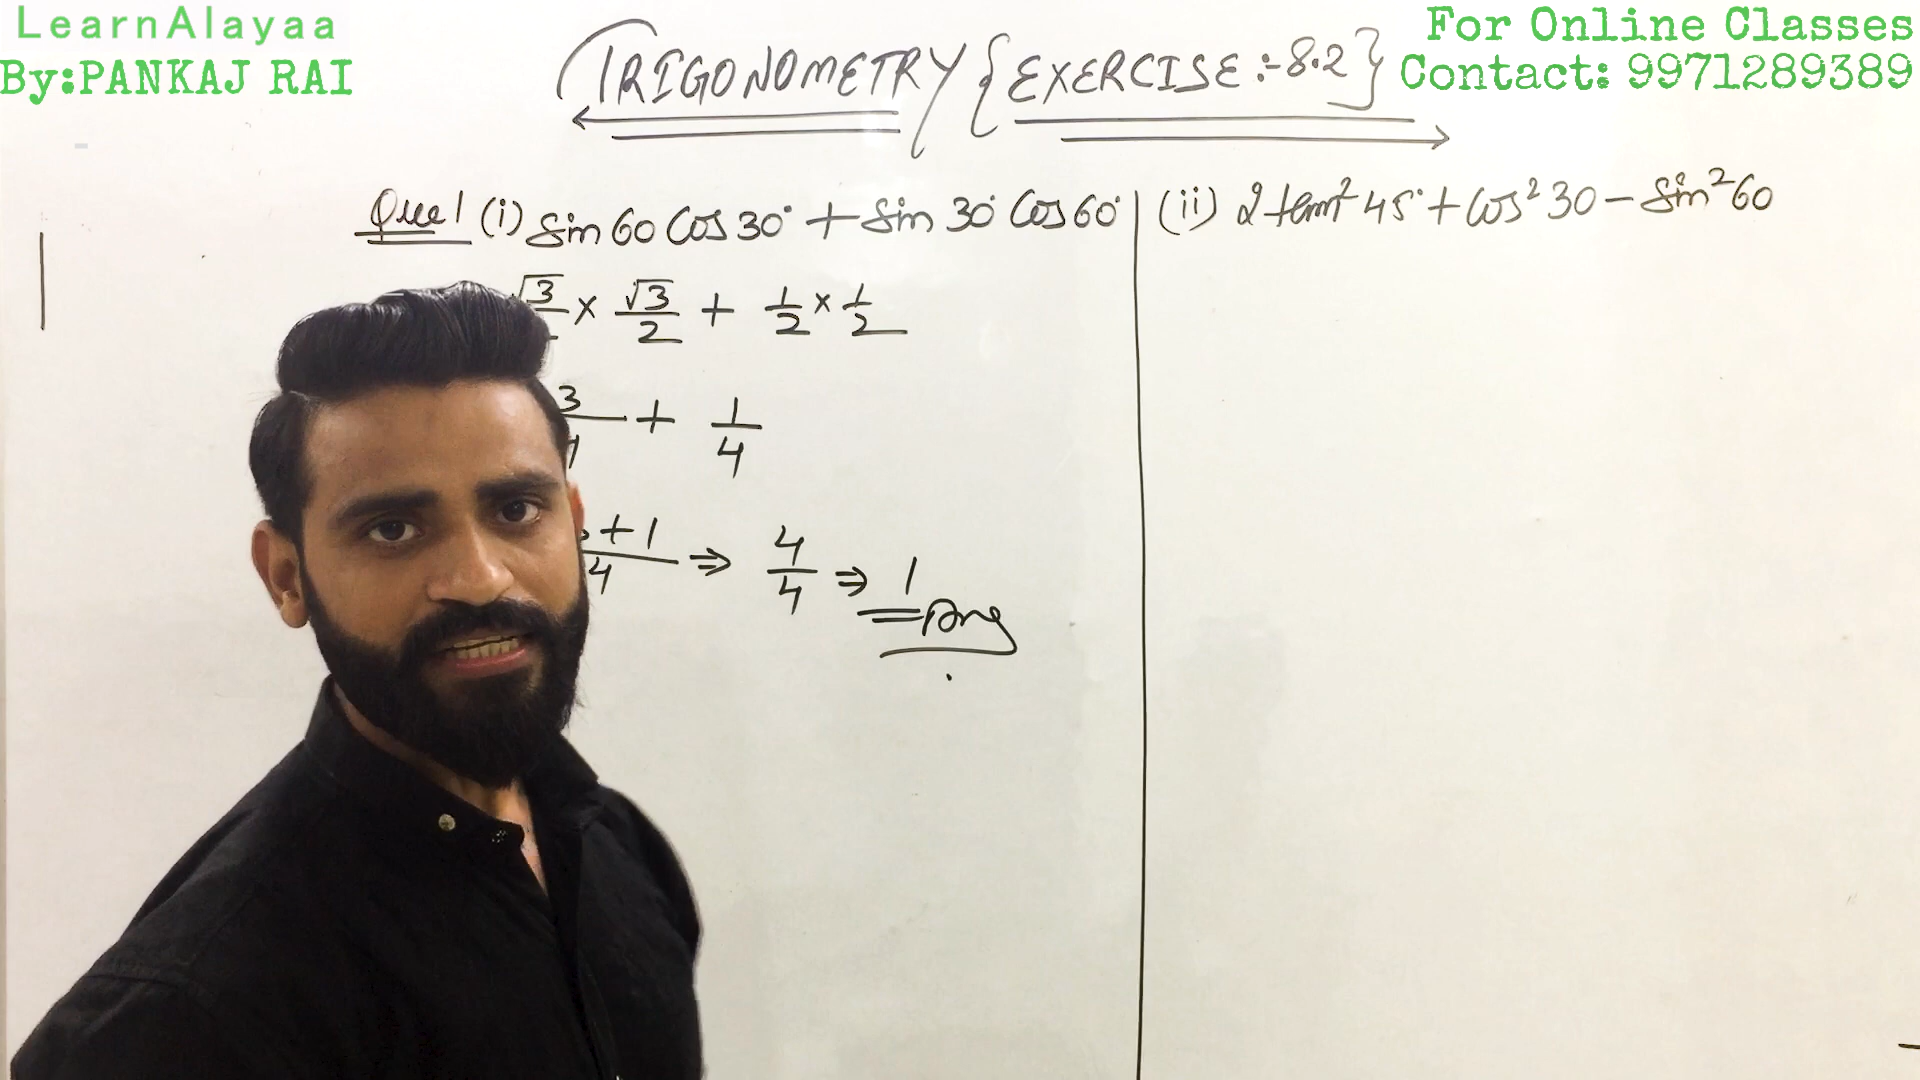 LearnAlayaa
By:PANKAJ RAI
For Online Classes
Contact: 9971289389
TRIGONOMETRY {EXERCISE:-8.2}
Que 1 (i) Sin 60 Cos 30° + Sin 30° Cos 60°
√3 × √3/2 + 1/2 × 1/2
3 + 1/4
+1/4 ⇒ 4/4 ⇒ 1
Ans
(ii) 2 tan² 45° + Cos² 30 - Sin² 60